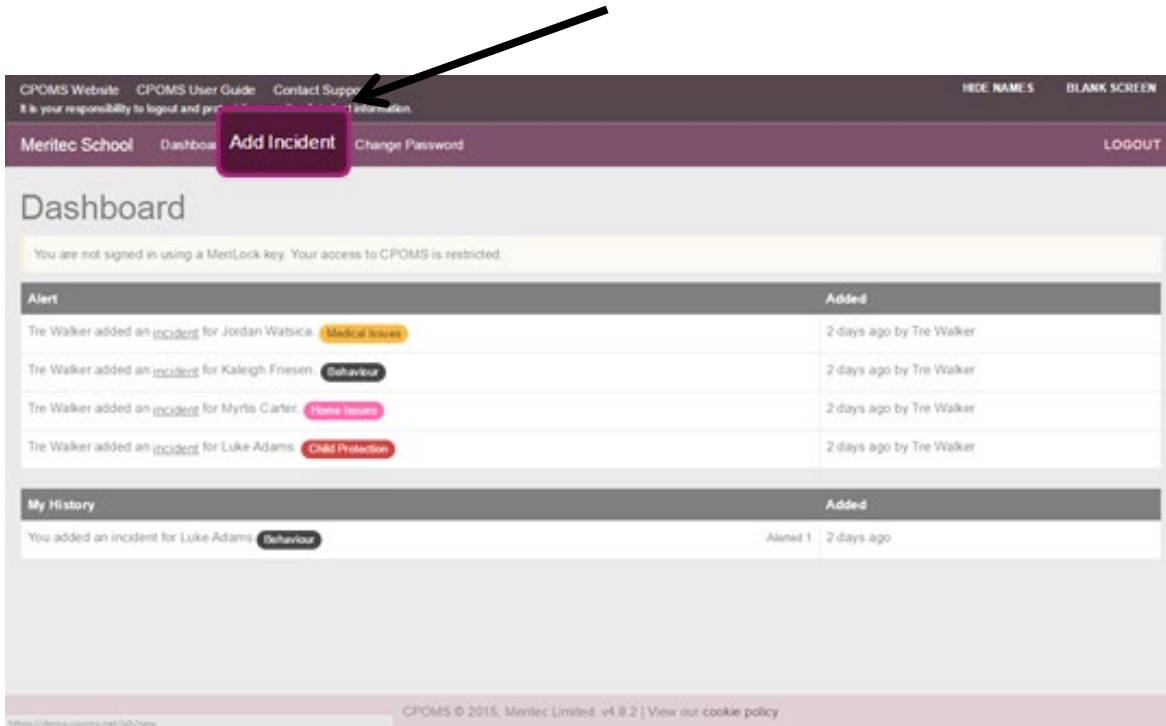 CPOMS Website CPOMS User Guide Contact Suppo
HIDE NAMES BLANK SCREEN
It is your responsibility to logout and information.
Meritec School Dashboa Add Incident Change Password LOGOUT
Dashboard
You are not signed in using a MeriLock key. Your access to CPOMS is restricted.
Alert Added
Tre Walker added an incident for Jordan Watsica. Medical Issues 2 days ago by Tre Walker
Tre Walker added an incident for Kaleigh Friesen. Behaviour 2 days ago by Tre Walker
Tre Walker added an incident for Myrtis Carter. Home Issues 2 days ago by Tre Walker
Tre Walker added an incident for Luke Adams. Child Protection 2 days ago by Tre Walker
My History Added
You added an incident for Luke Adams Behaviour Alerted 1 2 days ago
CPOMS © 2015, Meritec Limited. v4.8.2 | View our cookie policy